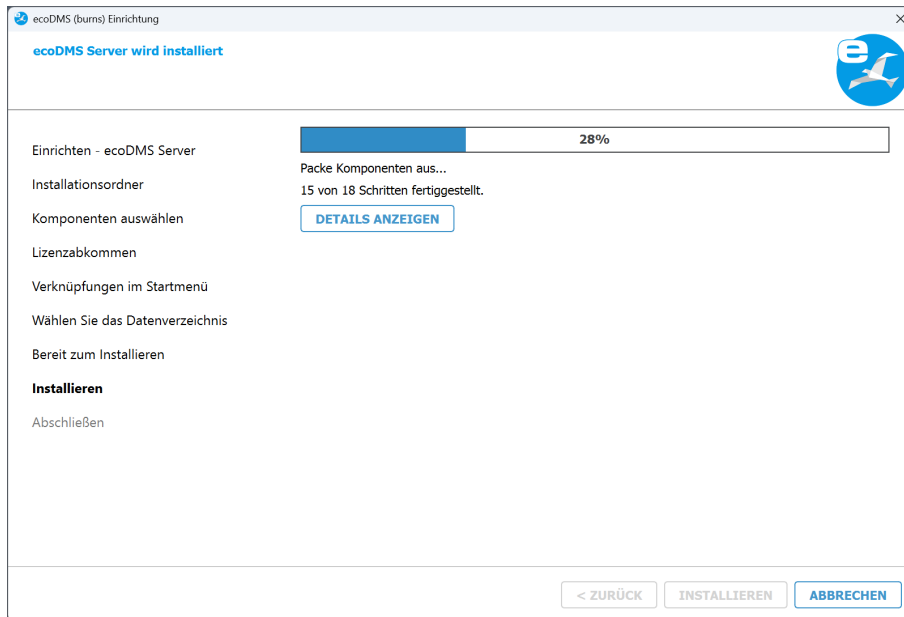 ecoDMS (burns) Einrichtung
ecoDMS Server wird installiert
e
Einrichten - ecoDMS Server
Installationsordner
Komponenten auswählen
Lizenzabkommen
Verknüpfungen im Startmenü
Wählen Sie das Datenverzeichnis
Bereit zum Installieren
Installieren
Abschließen
28%
Packe Komponenten aus...
15 von 18 Schritten fertiggestellt.
DETAILS ANZEIGEN
< ZURÜCK
INSTALLIEREN
ABBRECHEN